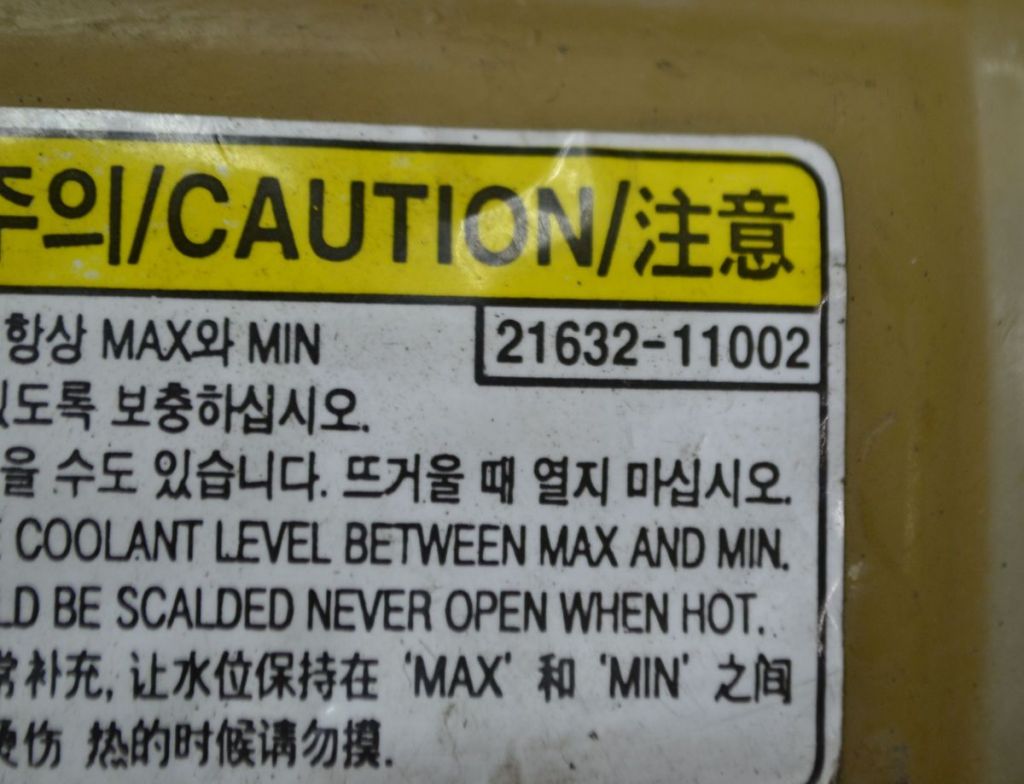 주의/CAUTION/注意
항상 MAX와 MIN
21632-11002
있도록 보충하십시오.
을 수도 있습니다. 뜨거울 때 열지 마십시오.
COOLANT LEVEL BETWEEN MAX AND MIN.
LD BE SCALDED NEVER OPEN WHEN HOT.
常补充, 让水位保持在 'MAX' 和 'MIN' 之间
烫伤 热的时候请勿摸.